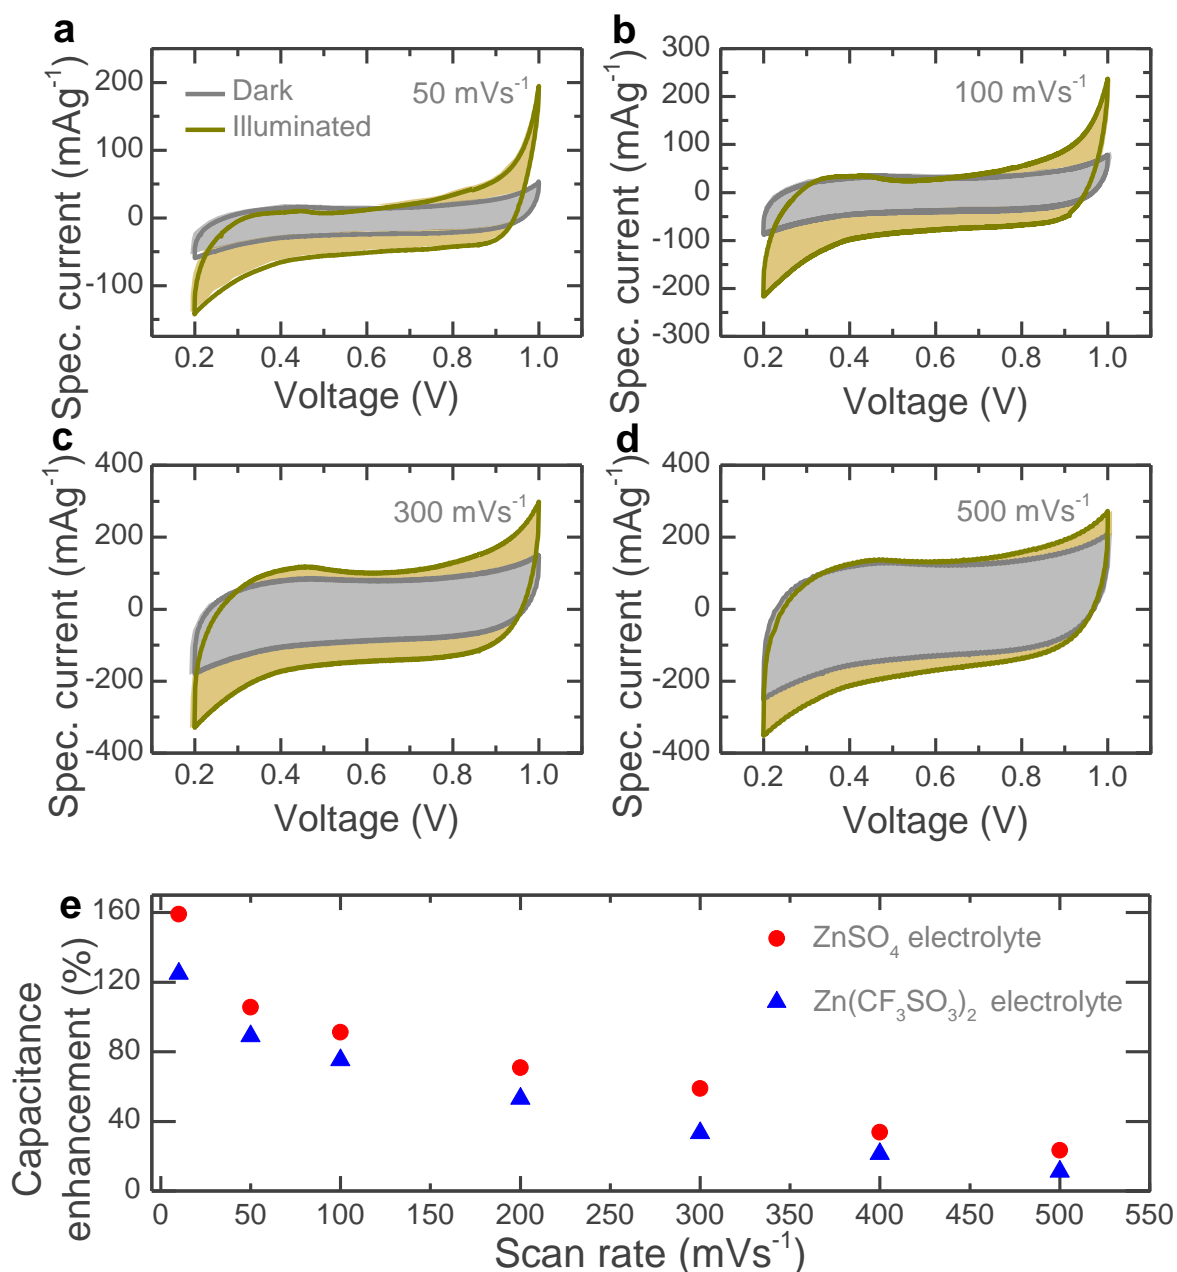 a
Spec. current (mAg⁻¹)
200
100
0
-100
Dark
Illuminated
50 mVs⁻¹
0.2 0.4 0.6 0.8 1.0
Voltage (V)
b
Spec. current (mAg⁻¹)
300
200
100
0
-100
-200
-300
100 mVs⁻¹
0.2 0.4 0.6 0.8 1.0
Voltage (V)
c
Spec. current (mAg⁻¹)
400
200
0
-200
-400
300 mVs⁻¹
0.2 0.4 0.6 0.8 1.0
Voltage (V)
d
Spec. current (mAg⁻¹)
400
200
0
-200
-400
500 mVs⁻¹
0.2 0.4 0.6 0.8 1.0
Voltage (V)
e
Capacitance
enhancement (%)
160
120
80
40
0
ZnSO₄ electrolyte
Zn(CF₃SO₃)₂ electrolyte
0 50 100 150 200 250 300 350 400 450 500 550
Scan rate (mVs⁻¹)